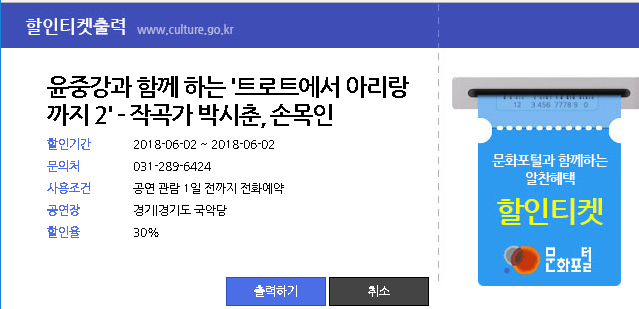 할인티켓출력 www.culture.go.kr
윤중강과 함께 하는 '트로트에서 아리랑
까지 2' - 작곡가 박시춘, 손목인
할인기간 2018-06-02 ~ 2018-06-02
문의처 031-289-6424
사용조건 공연 관람 1일 전까지 전화예약
공연장 경기|경기도 국악당
할인율 30%
출력하기 취소
12 3 456 7778 9 0
문화포털과 함께하는
알찬혜택
할인티켓
문화포털